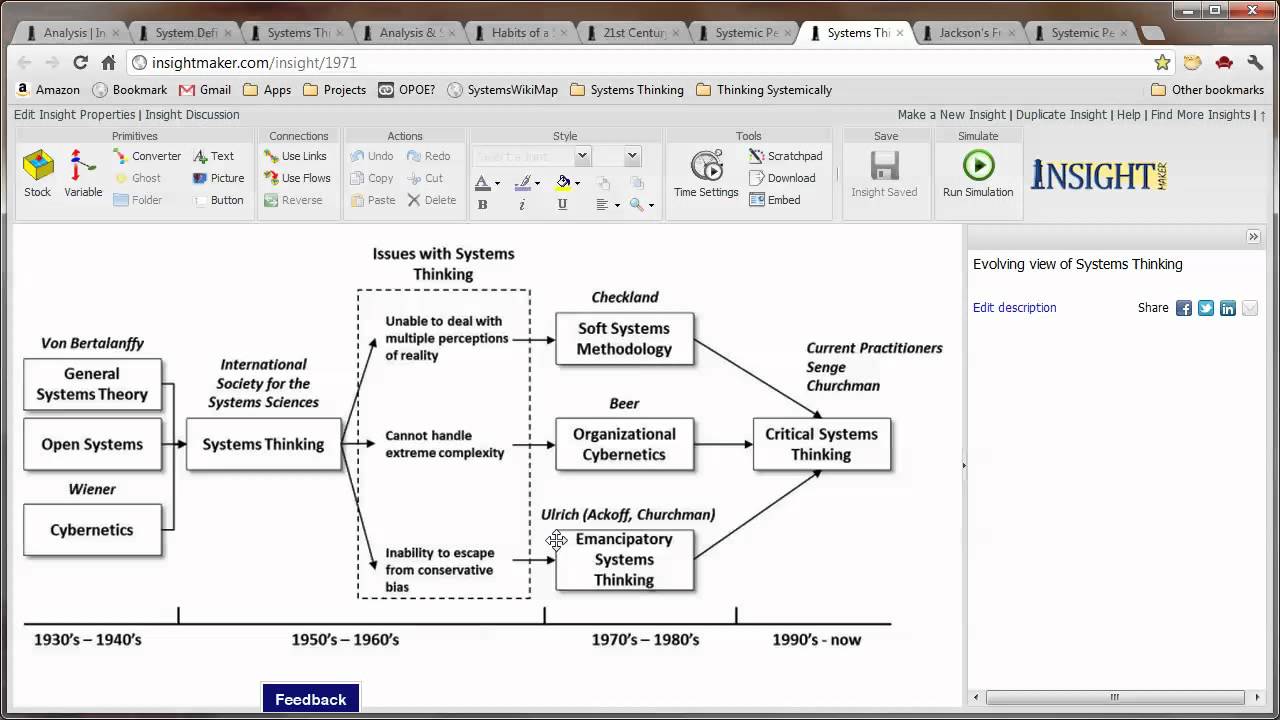 Analysis | In
System Defi
Systems Thi
Analysis & S
Habits of a S
21st Century
Systemic Pe
Systems Thi
Jackson's Fu
Systemic Pe
insightmaker.com/insight/1971
Amazon
Bookmark
Gmail
Apps
Projects
OPOE?
SystemsWikiMap
Systems Thinking
Thinking Systemically
Other bookmarks
Edit Insight Properties | Insight Discussion
Make a New Insight | Duplicate Insight | Help | Find More Insights | ↑
Primitives
Connections
Actions
Style
Tools
Save
Simulate
Stock
Variable
Converter
Ghost
Folder
Text
Picture
Button
Use Links
Use Flows
Reverse
Undo
Redo
Copy
Cut
Paste
Delete
Select a font
A
B
i
U
Time Settings
Scratchpad
Download
Embed
Insight Saved
Run Simulation
INSIGHT
MAKER
Evolving view of Systems Thinking
Edit description
Share
Issues with Systems
Thinking
Von Bertalanffy
General
Systems Theory
Open Systems
Wiener
Cybernetics
International
Society for the
Systems Sciences
Systems Thinking
Unable to deal with
multiple perceptions
of reality
Cannot handle
extreme complexity
Inability to escape
from conservative
bias
Checkland
Soft Systems
Methodology
Beer
Organizational
Cybernetics
Ulrich (Ackoff, Churchman)
Emancipatory
Systems
Thinking
Current Practitioners
Senge
Churchman
Critical Systems
Thinking
1930's – 1940's
1950's – 1960's
1970's – 1980's
1990's - now
Feedback